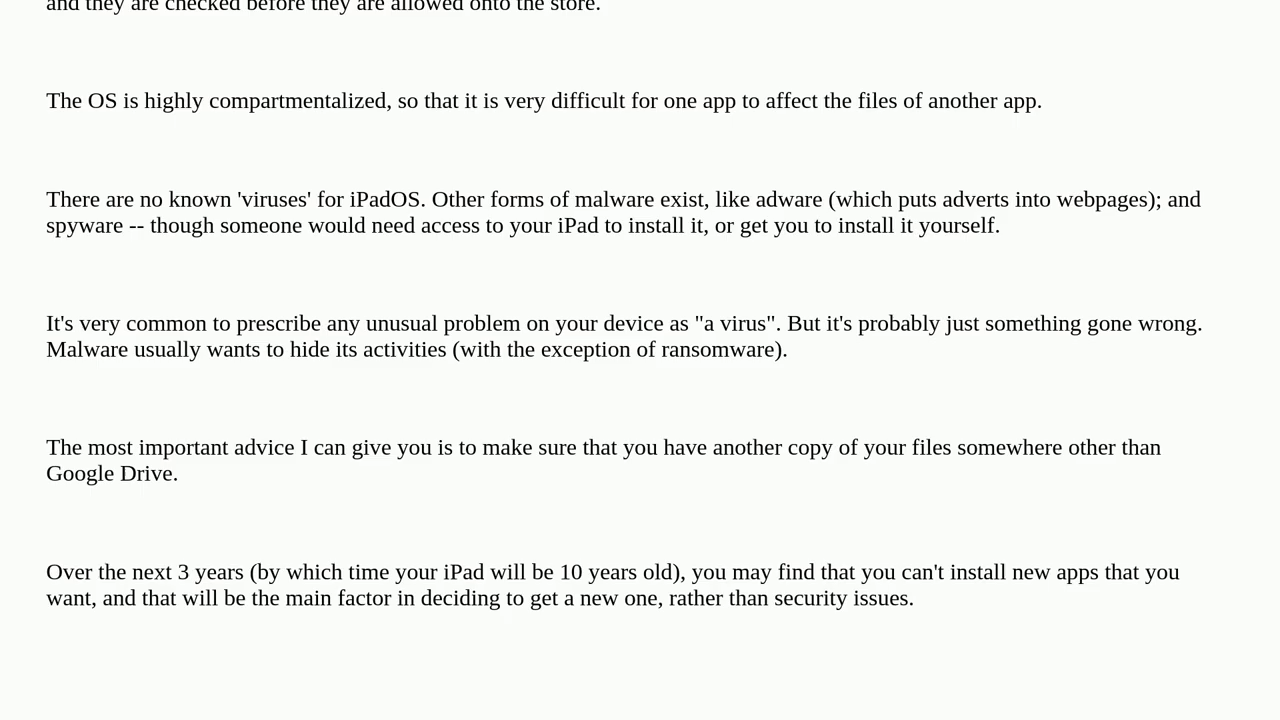 and they are checked before they are allowed onto the store.
The OS is highly compartmentalized, so that it is very difficult for one app to affect the files of another app.
There are no known 'viruses' for iPadOS. Other forms of malware exist, like adware (which puts adverts into webpages); and
spyware -- though someone would need access to your iPad to install it, or get you to install it yourself.
It's very common to prescribe any unusual problem on your device as "a virus". But it's probably just something gone wrong.
Malware usually wants to hide its activities (with the exception of ransomware).
The most important advice I can give you is to make sure that you have another copy of your files somewhere other than
Google Drive.
Over the next 3 years (by which time your iPad will be 10 years old), you may find that you can't install new apps that you
want, and that will be the main factor in deciding to get a new one, rather than security issues.